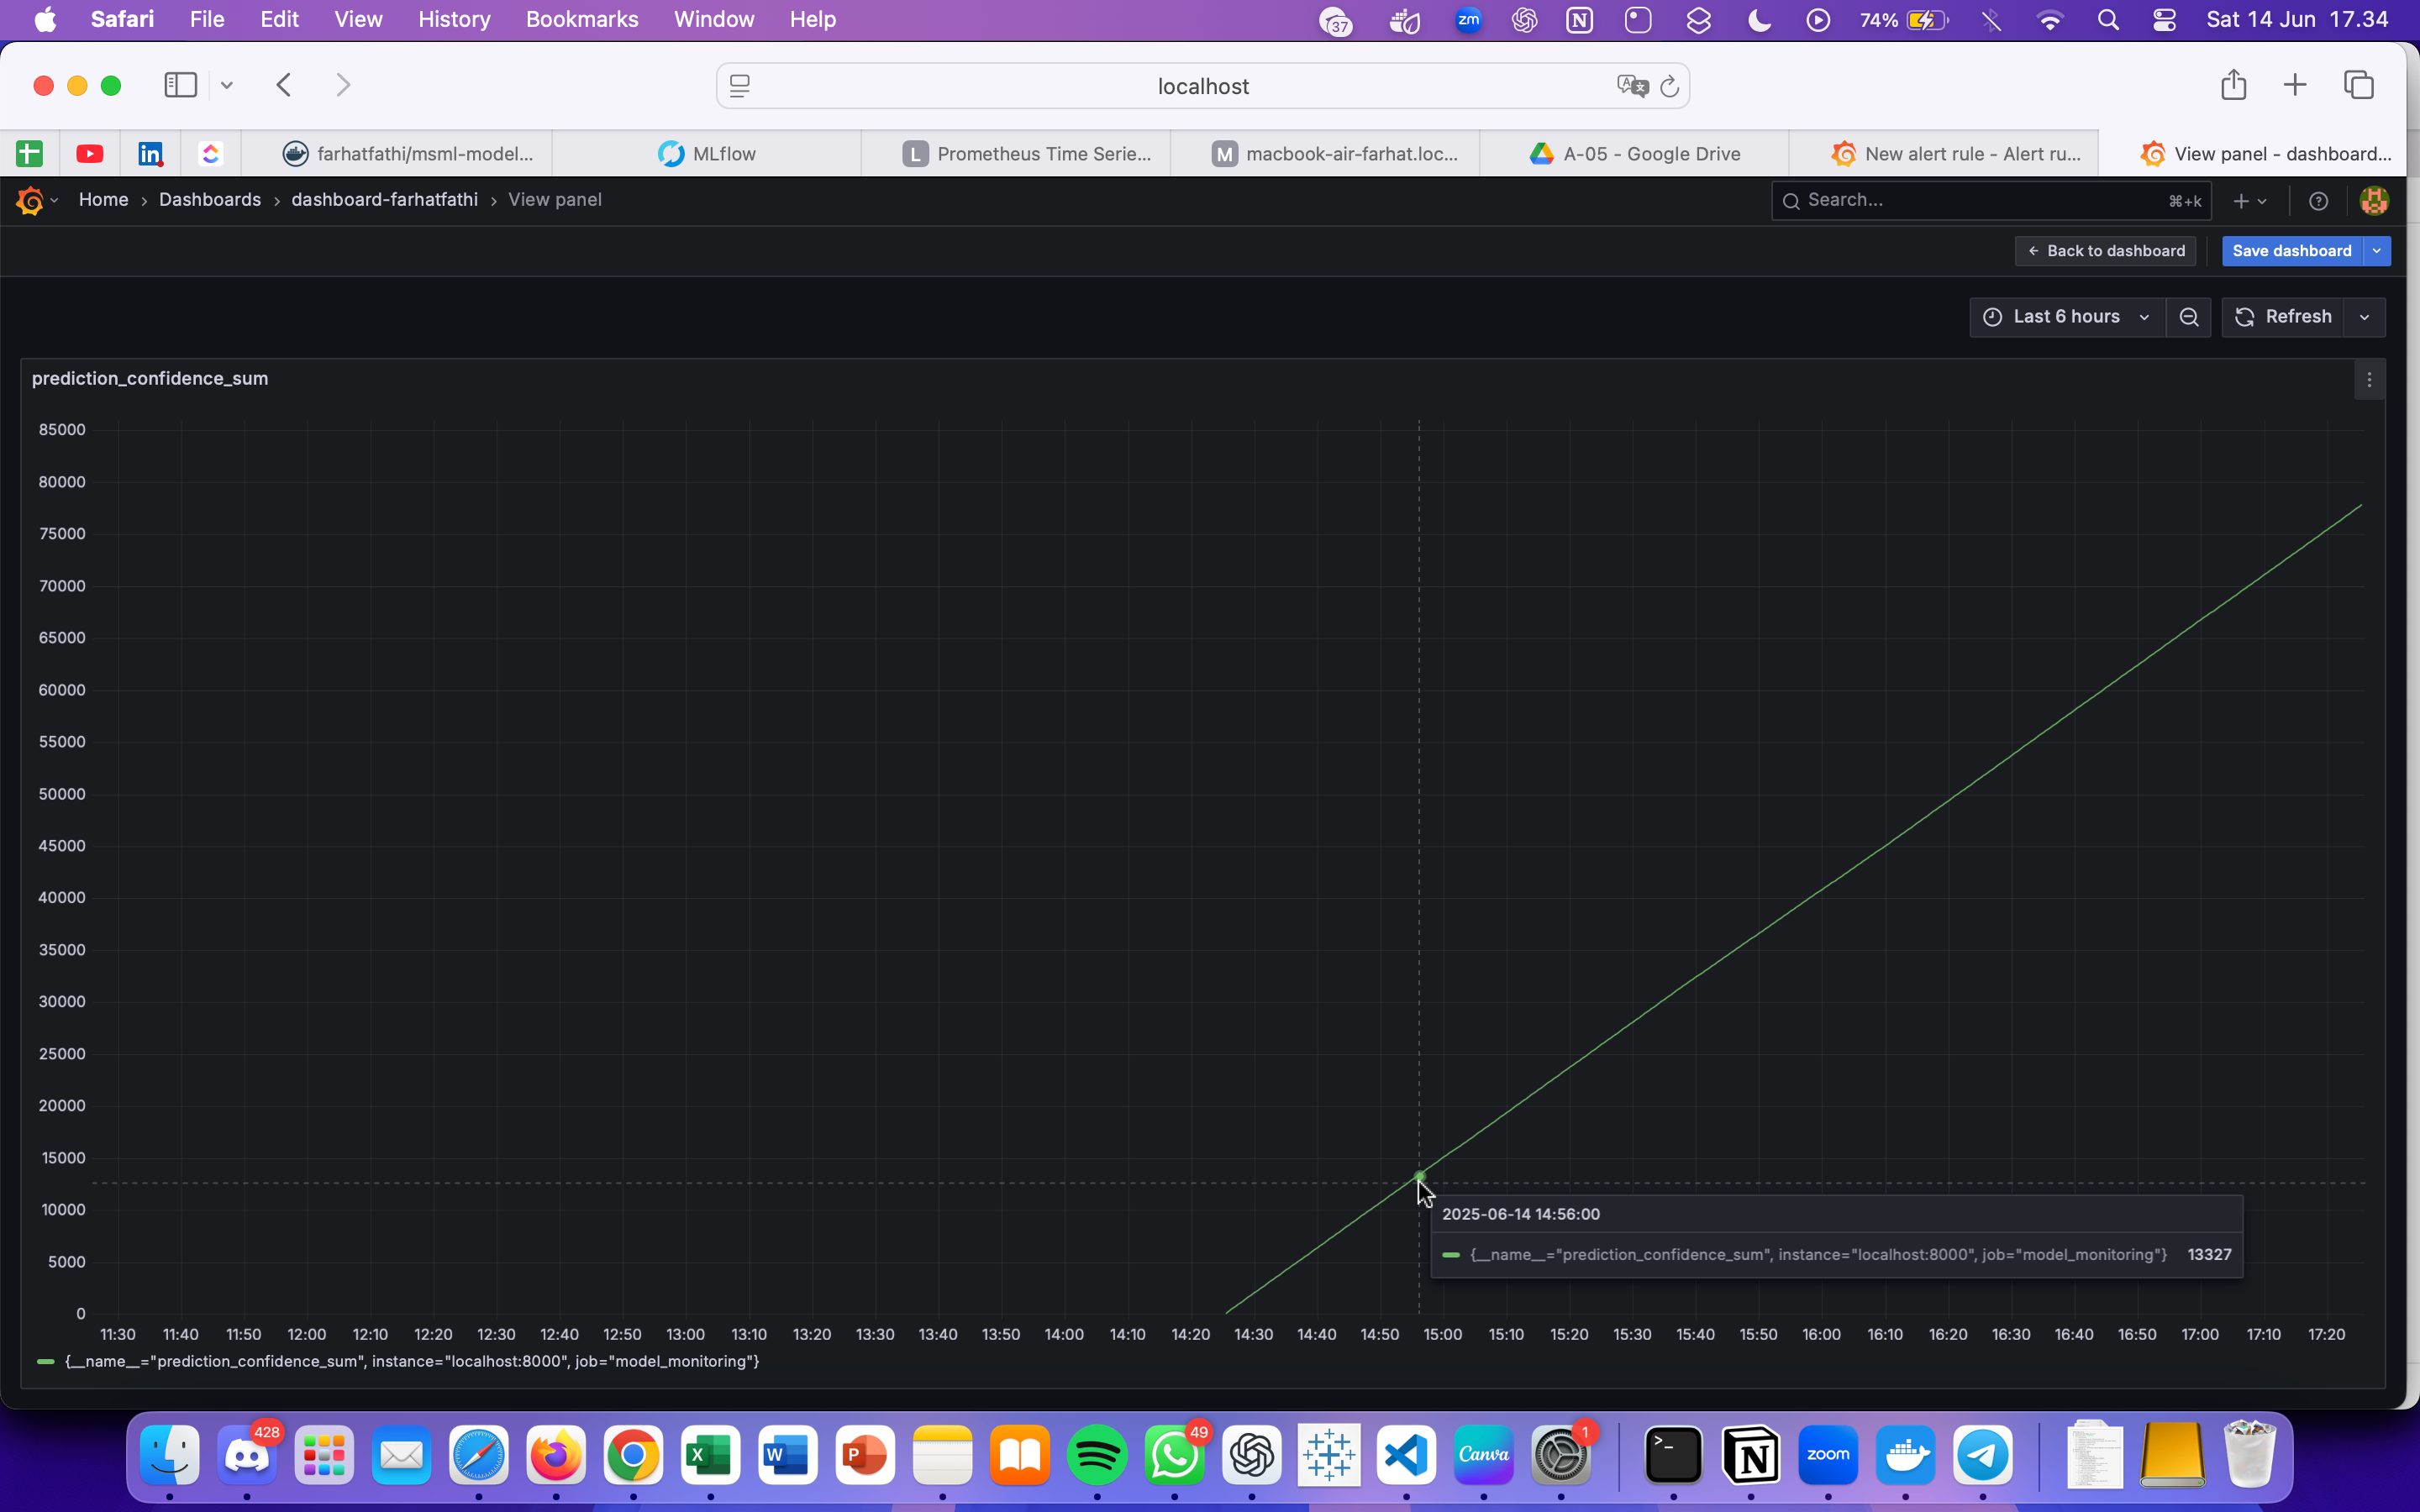 Safari File Edit View History Bookmarks Window Help 37 zm 74% Sat 14 Jun 17.34
localhost
in farhatfathi/msml-model... MLflow L Prometheus Time Serie... M macbook-air-farhat.loc... A-05 - Google Drive New alert rule - Alert ru... View panel - dashboard...
Home › Dashboards › dashboard-farhatfathi › View panel Search... ⌘+k
← Back to dashboard Save dashboard
Last 6 hours Refresh
prediction_confidence_sum
85000
80000
75000
70000
65000
60000
55000
50000
45000
40000
35000
30000
25000
20000
15000
10000
5000
0
2025-06-14 14:56:00
{__name__="prediction_confidence_sum", instance="localhost:8000", job="model_monitoring"} 13327
11:30 11:40 11:50 12:00 12:10 12:20 12:30 12:40 12:50 13:00 13:10 13:20 13:30 13:40 13:50 14:00 14:10 14:20 14:30 14:40 14:50 15:00 15:10 15:20 15:30 15:40 15:50 16:00 16:10 16:20 16:30 16:40 16:50 17:00 17:10 17:20
{__name__="prediction_confidence_sum", instance="localhost:8000", job="model_monitoring"}
428 X W P 49 Canva 1 >_ N zoom